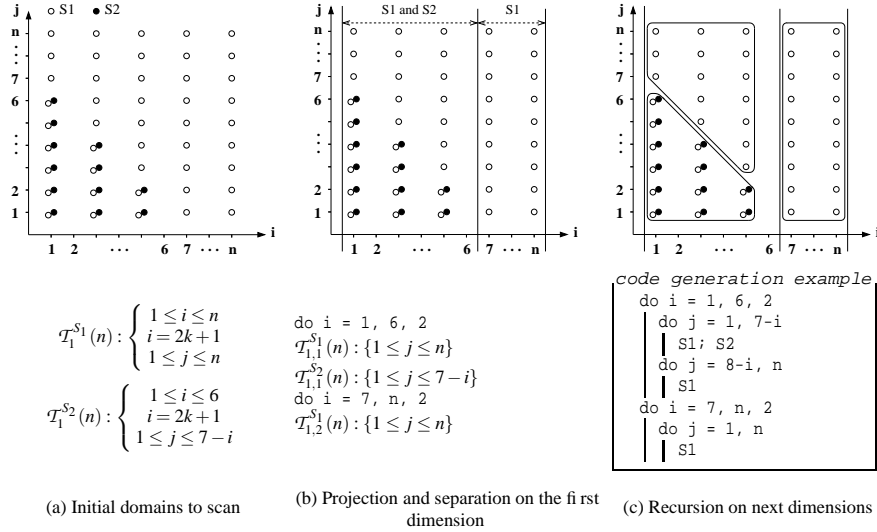 j
○ S1 ● S2
n
7
6
2
1
1 2 ··· 6 7 ··· n
i
T₁^{S₁}(n) : { 1 ≤ i ≤ n
i = 2k+1
1 ≤ j ≤ n
T₁^{S₂}(n) : { 1 ≤ i ≤ 6
i = 2k+1
1 ≤ j ≤ 7−i
(a) Initial domains to scan
j
S1 and S2 S1
n
7
6
2
1
1 2 ··· 6 7 ··· n
i
do i = 1, 6, 2
T_{1,1}^{S₁}(n) : {1 ≤ j ≤ n}
T_{1,1}^{S₂}(n) : {1 ≤ j ≤ 7−i}
do i = 7, n, 2
T_{1,2}^{S₁}(n) : {1 ≤ j ≤ n}
(b) Projection and separation on the first
dimension
j
n
7
6
2
1
1 2 ··· 6 7 ··· n
i
code generation example
do i = 1, 6, 2
do j = 1, 7-i
S1; S2
do j = 8-i, n
S1
do i = 7, n, 2
do j = 1, n
S1
(c) Recursion on next dimensions